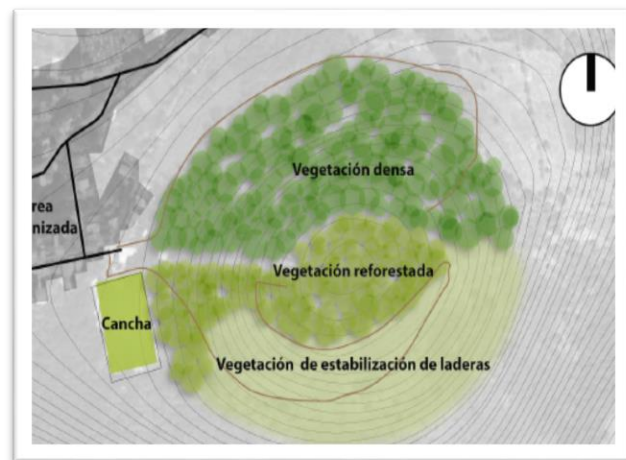 Vegetación densa
rea
nizada
Vegetación reforestada
Cancha
Vegetación de estabilización de laderas